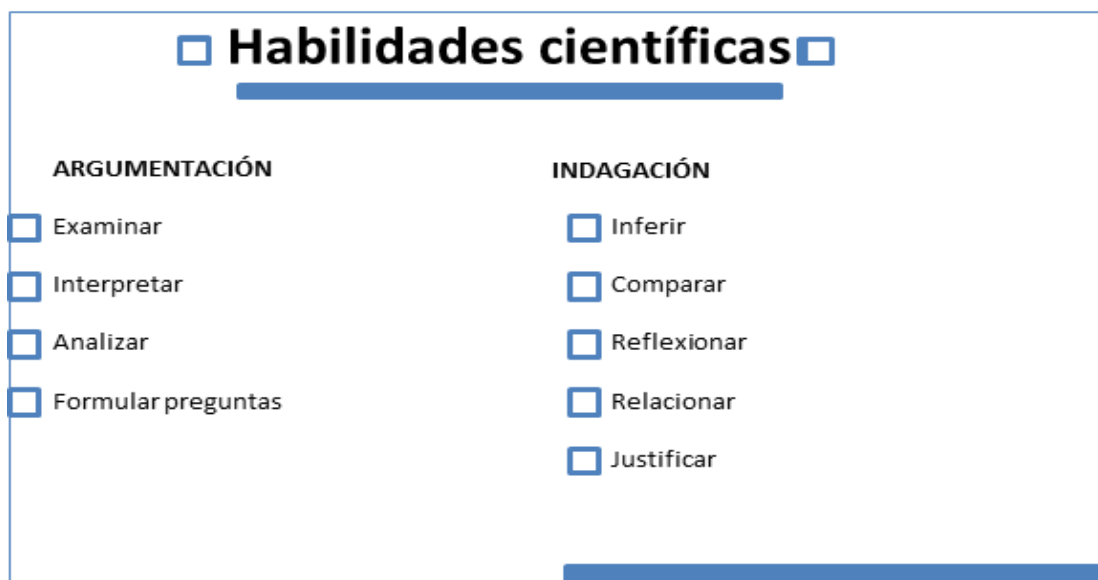 Habilidades científicas
ARGUMENTACIÓN
Examinar
Interpretar
Analizar
Formular preguntas
INDAGACIÓN
Inferir
Comparar
Reflexionar
Relacionar
Justificar